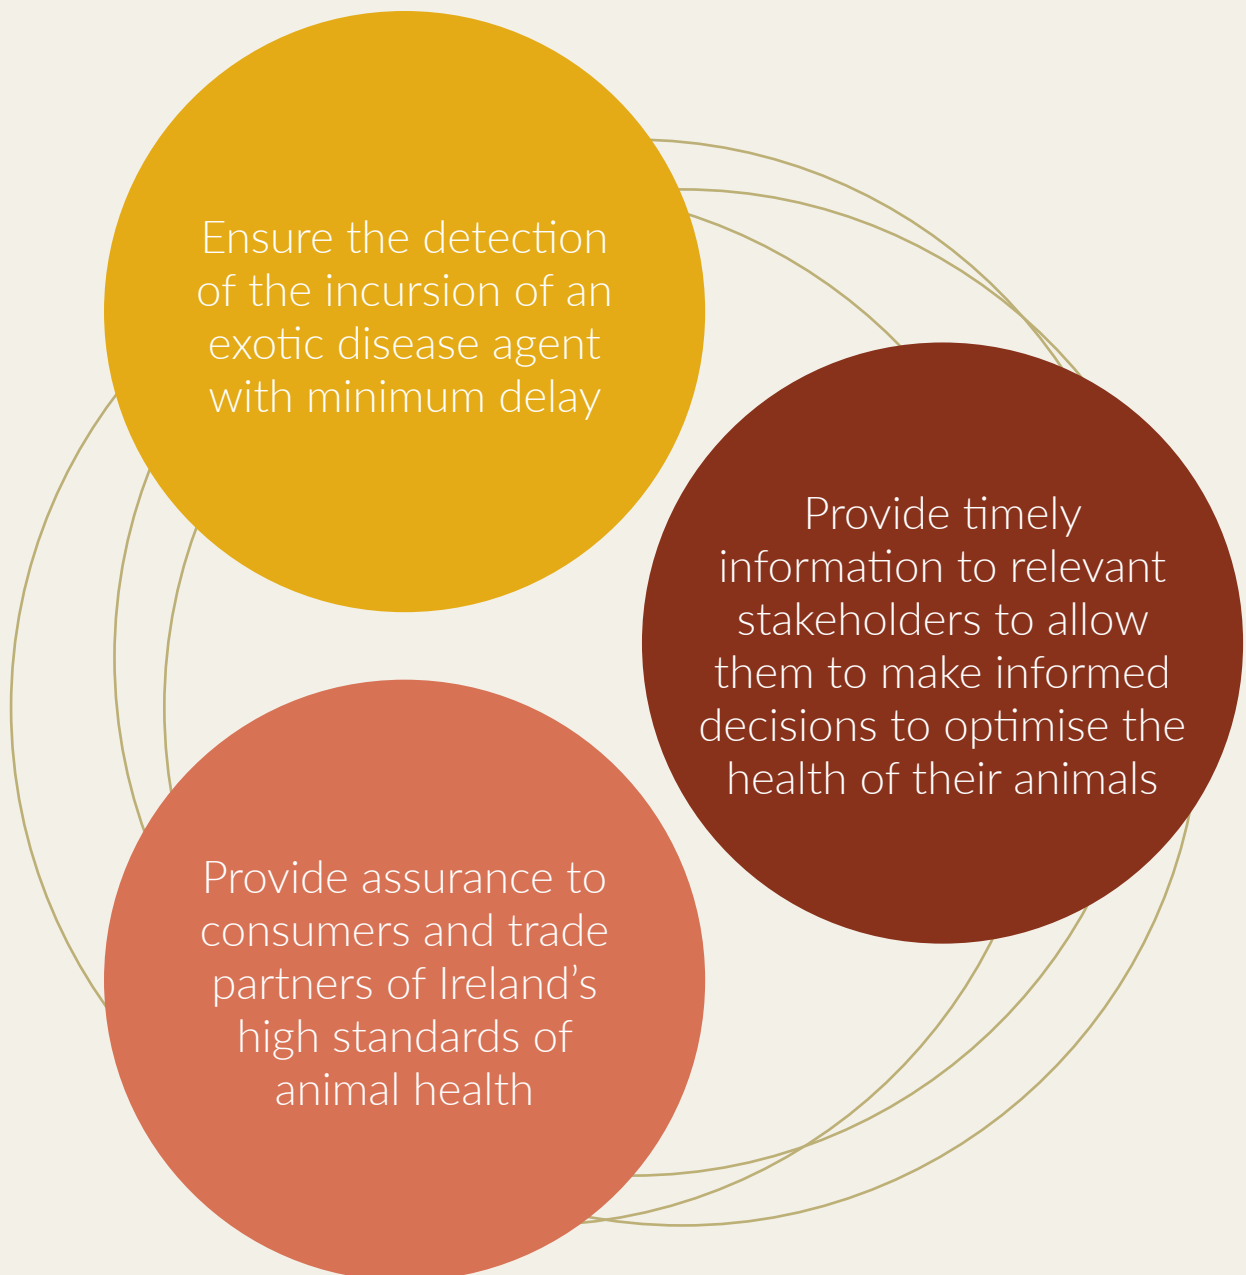 Ensure the detection
of the incursion of an
exotic disease agent
with minimum delay
Provide timely
information to relevant
stakeholders to allow
them to make informed
decisions to optimise the
health of their animals
Provide assurance to
consumers and trade
partners of Ireland’s
high standards of
animal health